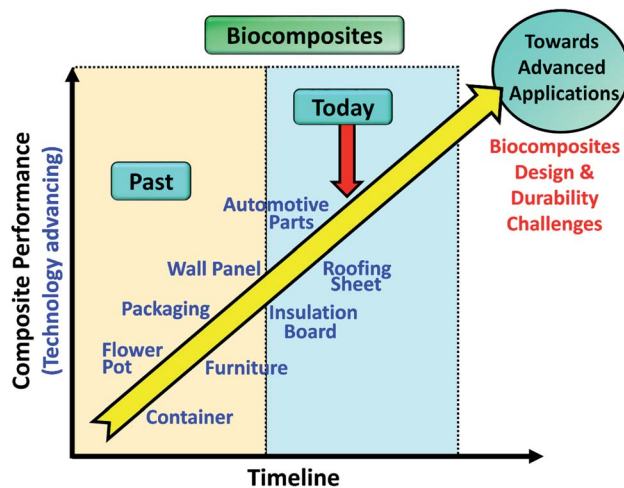 Biocomposites
Towards
Advanced
Applications
Today
Biocomposites
Design &
Durability
Challenges
Past
Automotive
Parts
Wall Panel
Roofing
Sheet
Packaging
Insulation
Board
Flower
Pot
Furniture
Container
Composite Performance
(Technology advancing)
Timeline